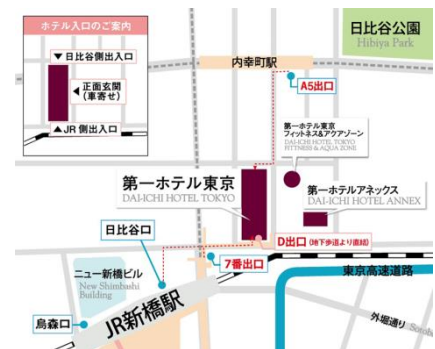 ホテル入口のご案内
▼日比谷側出入口
正面玄関
(車寄せ)
▲JR側出入口
日比谷公園
Hibiya Park
内幸町駅
A5出口
第一ホテル東京
フィットネス&アクアゾーン
DAI-ICHI HOTEL TOKYO
FITTNESS & AQUA ZONE
第一ホテル東京
DAI-ICHI HOTEL TOKYO
第一ホテルアネックス
DAI-ICHI HOTEL ANNEX
日比谷口
D出口(地下歩道より直結)
7番出口
ニュー新橋ビル
New Shimbashi
Building
東京高速道路
烏森口
JR新橋駅
外堀通り